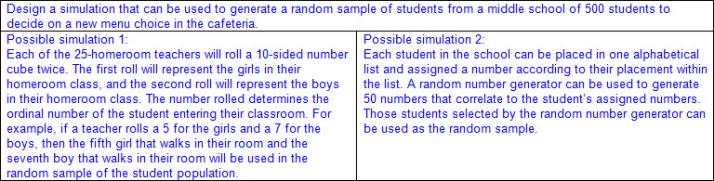 Design a simulation that can be used to generate a random sample of students from a middle school of 500 students to
decide on a new menu choice in the cafeteria.
Possible simulation 1:
Each of the 25-homeroom teachers will roll a 10-sided number
cube twice. The first roll will represent the girls in their
homeroom class, and the second roll will represent the boys
in their homeroom class. The number rolled determines the
ordinal number of the student entering their classroom. For
example, if a teacher rolls a 5 for the girls and a 7 for the
boys, then the fifth girl that walks in their room and the
seventh boy that walks in their room will be used in the
random sample of the student population.
Possible simulation 2:
Each student in the school can be placed in one alphabetical
list and assigned a number according to their placement within
the list. A random number generator can be used to generate
50 numbers that correlate to the student's assigned numbers.
Those students selected by the random number generator can
be used as the random sample.